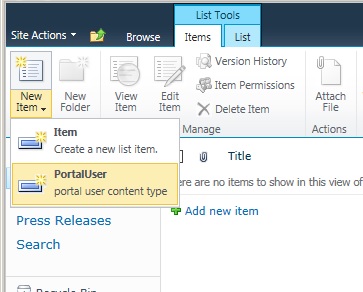 List Tools
Site Actions
Browse
Items
List
New Item
New Folder
View Item
Edit Item
Version History
Item Permissions
Delete Item
Manage
Attach File
Actions
Item
Create a new list item.
PortalUser
portal user content type
Title
ere are no items to show in this view of
Add new item
Press Releases
Search
Recycle Bin